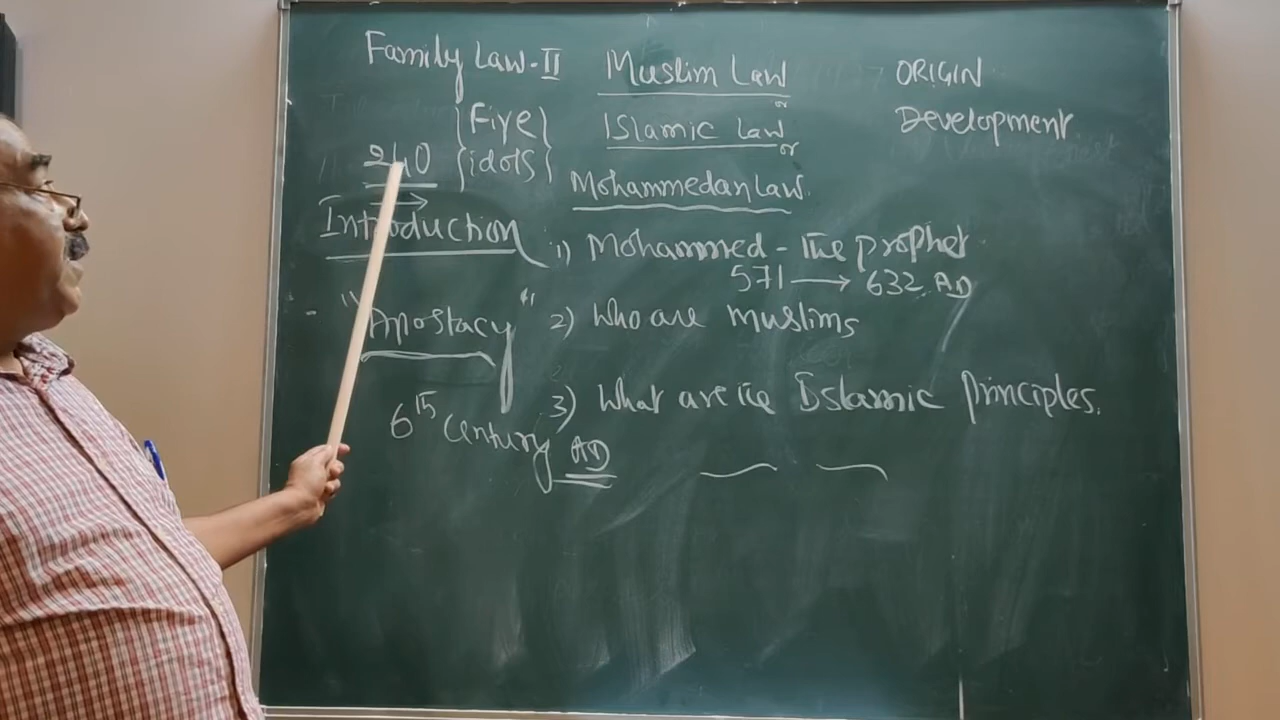 Family Law-II
Muslim Law
or
Islamic Law
or
Mohammedan Law.
ORIGIN
Development
{Five
idols}
240
Introduction
1) Mohammed - the prophet
571 → 632 AD
"Apostacy"
2) Who are muslims
3) What are the Islamic Principles.
6th Century AD